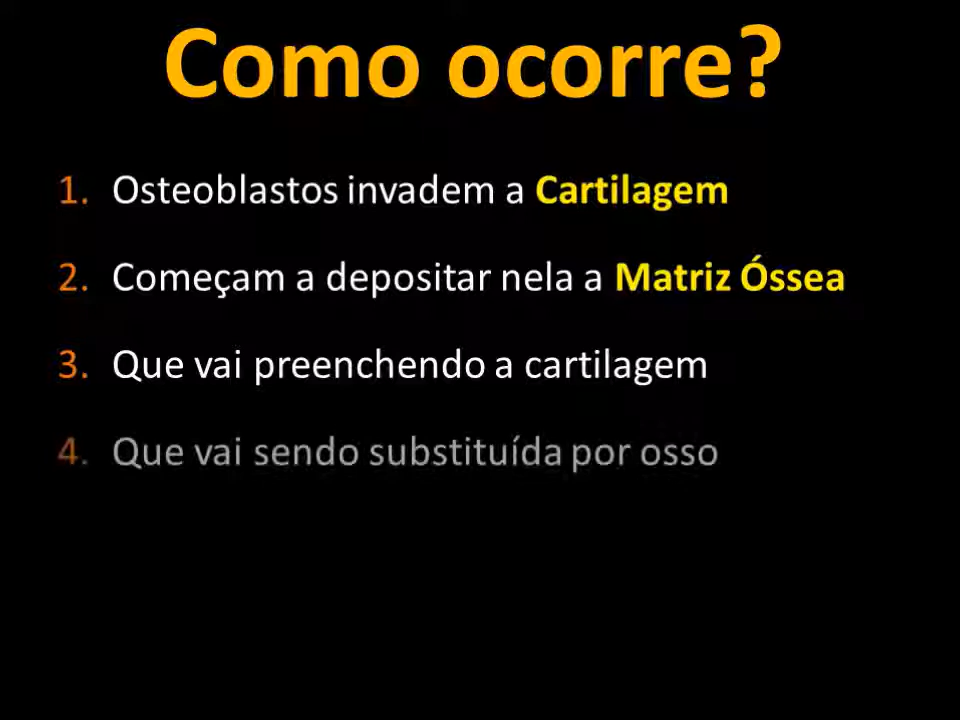 Como ocorre?
1. Osteoblastos invadem a Cartilagem
2. Começam a depositar nela a Matriz Óssea
3. Que vai preenchendo a cartilagem
4. Que vai sendo substituída por osso